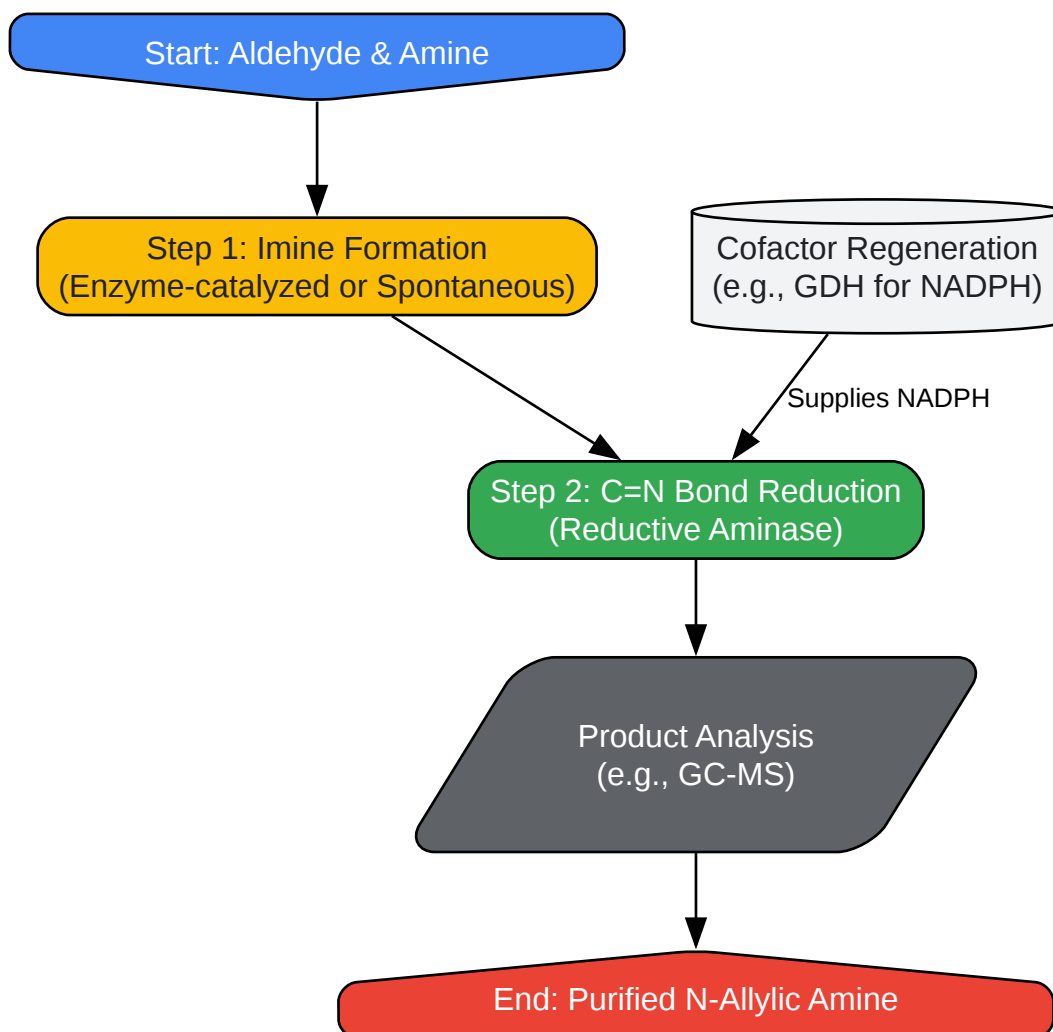 Start: Aldehyde & Amine
Step 1: Imine Formation
(Enzyme-catalyzed or Spontaneous)
Cofactor Regeneration
(e.g., GDH for NADPH)
Supplies NADPH
Step 2: C=N Bond Reduction
(Reductive Aminase)
Product Analysis
(e.g., GC-MS)
End: Purified N-Allylic Amine